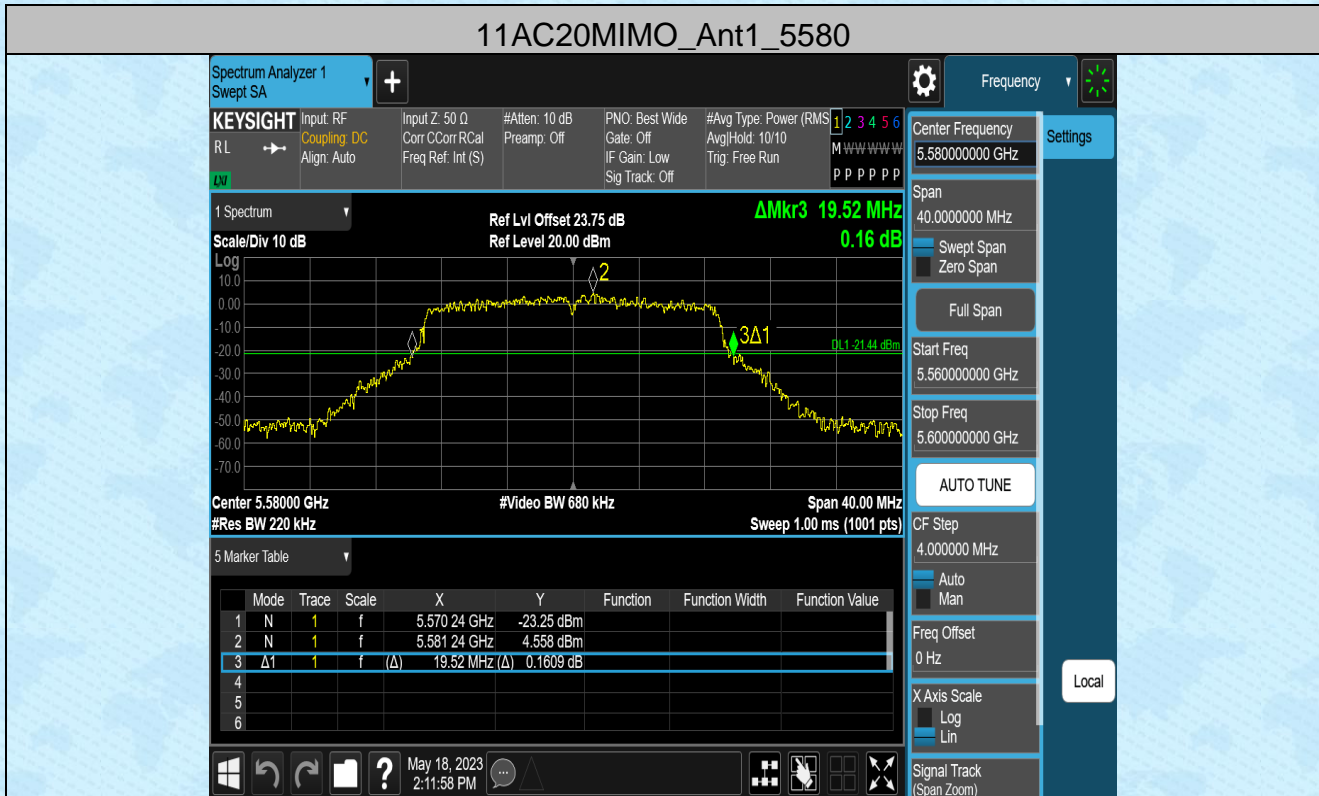 11AC20MIMO_Ant1_5580
Spectrum Analyzer 1
Swept SA
Frequency
KEYSIGHT
RL
LXI
Input: RF
Coupling: DC
Align: Auto
Input Z: 50 Ω
Corr CCorr RCal
Freq Ref: Int (S)
#Atten: 10 dB
Preamp: Off
PNO: Best Wide
Gate: Off
IF Gain: Low
Sig Track: Off
#Avg Type: Power (RMS
Avg|Hold: 10/10
Trig: Free Run
1 2 3 4 5 6
M W W W W W
P P P P P P
1 Spectrum
Scale/Div 10 dB
Ref Lvl Offset 23.75 dB
Ref Level 20.00 dBm
ΔMkr3 19.52 MHz
0.16 dB
Log
10.0
0.00
-10.0
-20.0
-30.0
-40.0
-50.0
-60.0
-70.0
2
3Δ1
DL1 -21.44 dBm
Center 5.58000 GHz
#Video BW 680 kHz
Span 40.00 MHz
#Res BW 220 kHz
Sweep 1.00 ms (1001 pts)
5 Marker Table
Mode Trace Scale X Y Function Function Width Function Value
1 N 1 f 5.570 24 GHz -23.25 dBm
2 N 1 f 5.581 24 GHz 4.558 dBm
3 Δ1 1 f (Δ) 19.52 MHz (Δ) 0.1609 dB
4
5
6
?
May 18, 2023
2:11:58 PM
Center Frequency
5.580000000 GHz
Settings
Span
40.0000000 MHz
Swept Span
Zero Span
Full Span
Start Freq
5.560000000 GHz
Stop Freq
5.600000000 GHz
AUTO TUNE
CF Step
4.000000 MHz
Auto
Man
Freq Offset
0 Hz
Local
X Axis Scale
Log
Lin
Signal Track
(Span Zoom)